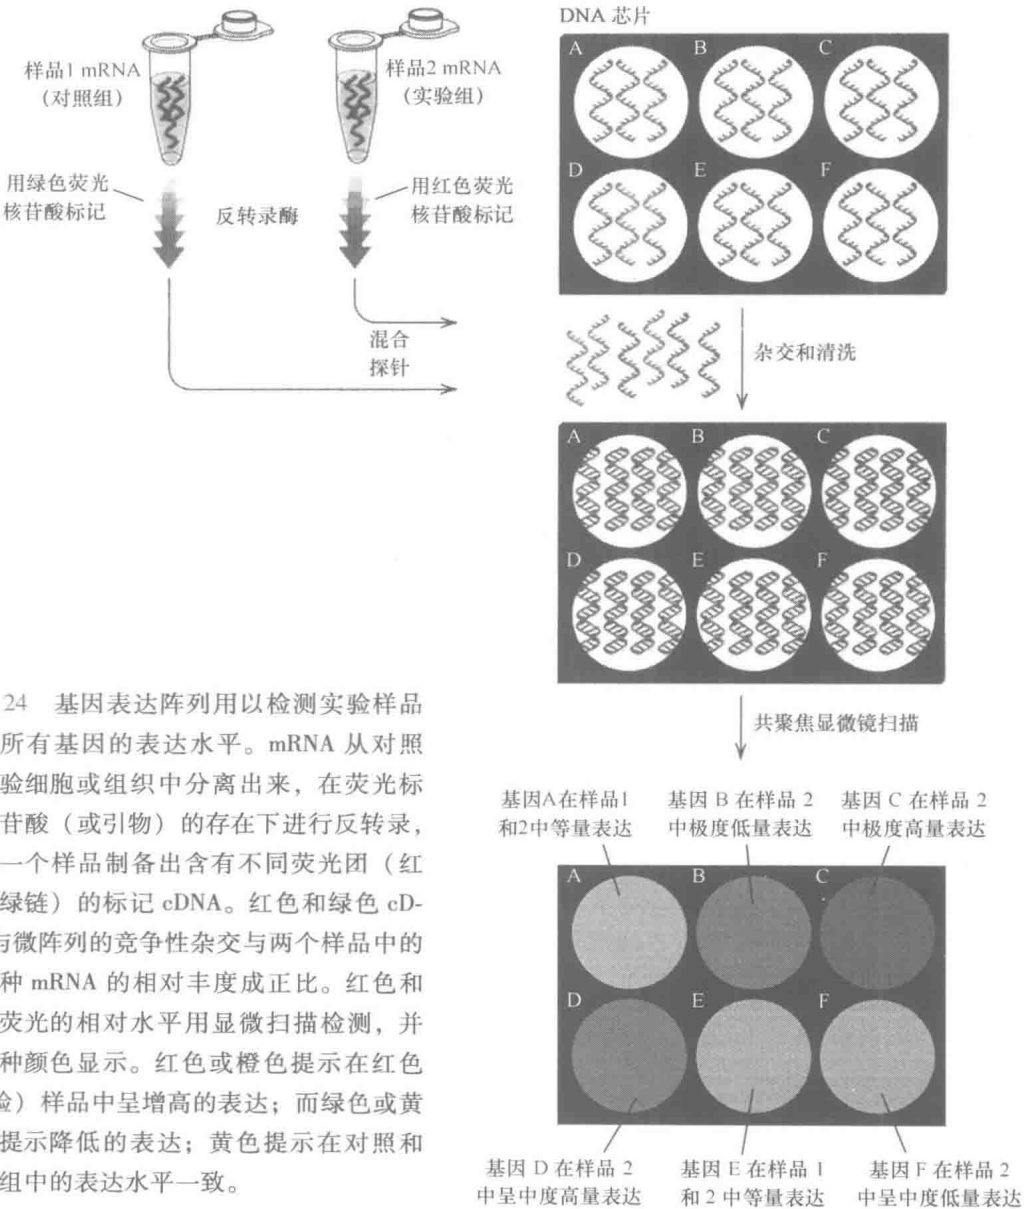 DNA 芯片
样品1 mRNA
（对照组）
样品2 mRNA
（实验组）
用绿色荧光
核苷酸标记
反转录酶
用红色荧光
核苷酸标记
混合
探针
A
B
C
D
E
F
杂交和清洗
A
B
C
D
E
F
共聚焦显微镜扫描
基因A在样品1
和2中等量表达
基因 B 在样品 2
中极度低量表达
基因 C 在样品 2
中极度高量表达
A
B
C
D
E
F
基因 D 在样品 2
中呈中度高量表达
基因 E 在样品 1
和 2 中等量表达
基因 F 在样品 2
中呈中度低量表达
24 基因表达阵列用以检测实验样品
所有基因的表达水平。mRNA 从对照
验细胞或组织中分离出来，在荧光标
苷酸（或引物）的存在下进行反转录，
一个样品制备出含有不同荧光团（红
绿链）的标记 cDNA。红色和绿色 cD-
与微阵列的竞争性杂交与两个样品中的
种 mRNA 的相对丰度成正比。红色和
荧光的相对水平用显微扫描检测，并
种颜色显示。红色或橙色提示在红色
验）样品中呈增高的表达；而绿色或黄
提示降低的表达；黄色提示在对照和
组中的表达水平一致。